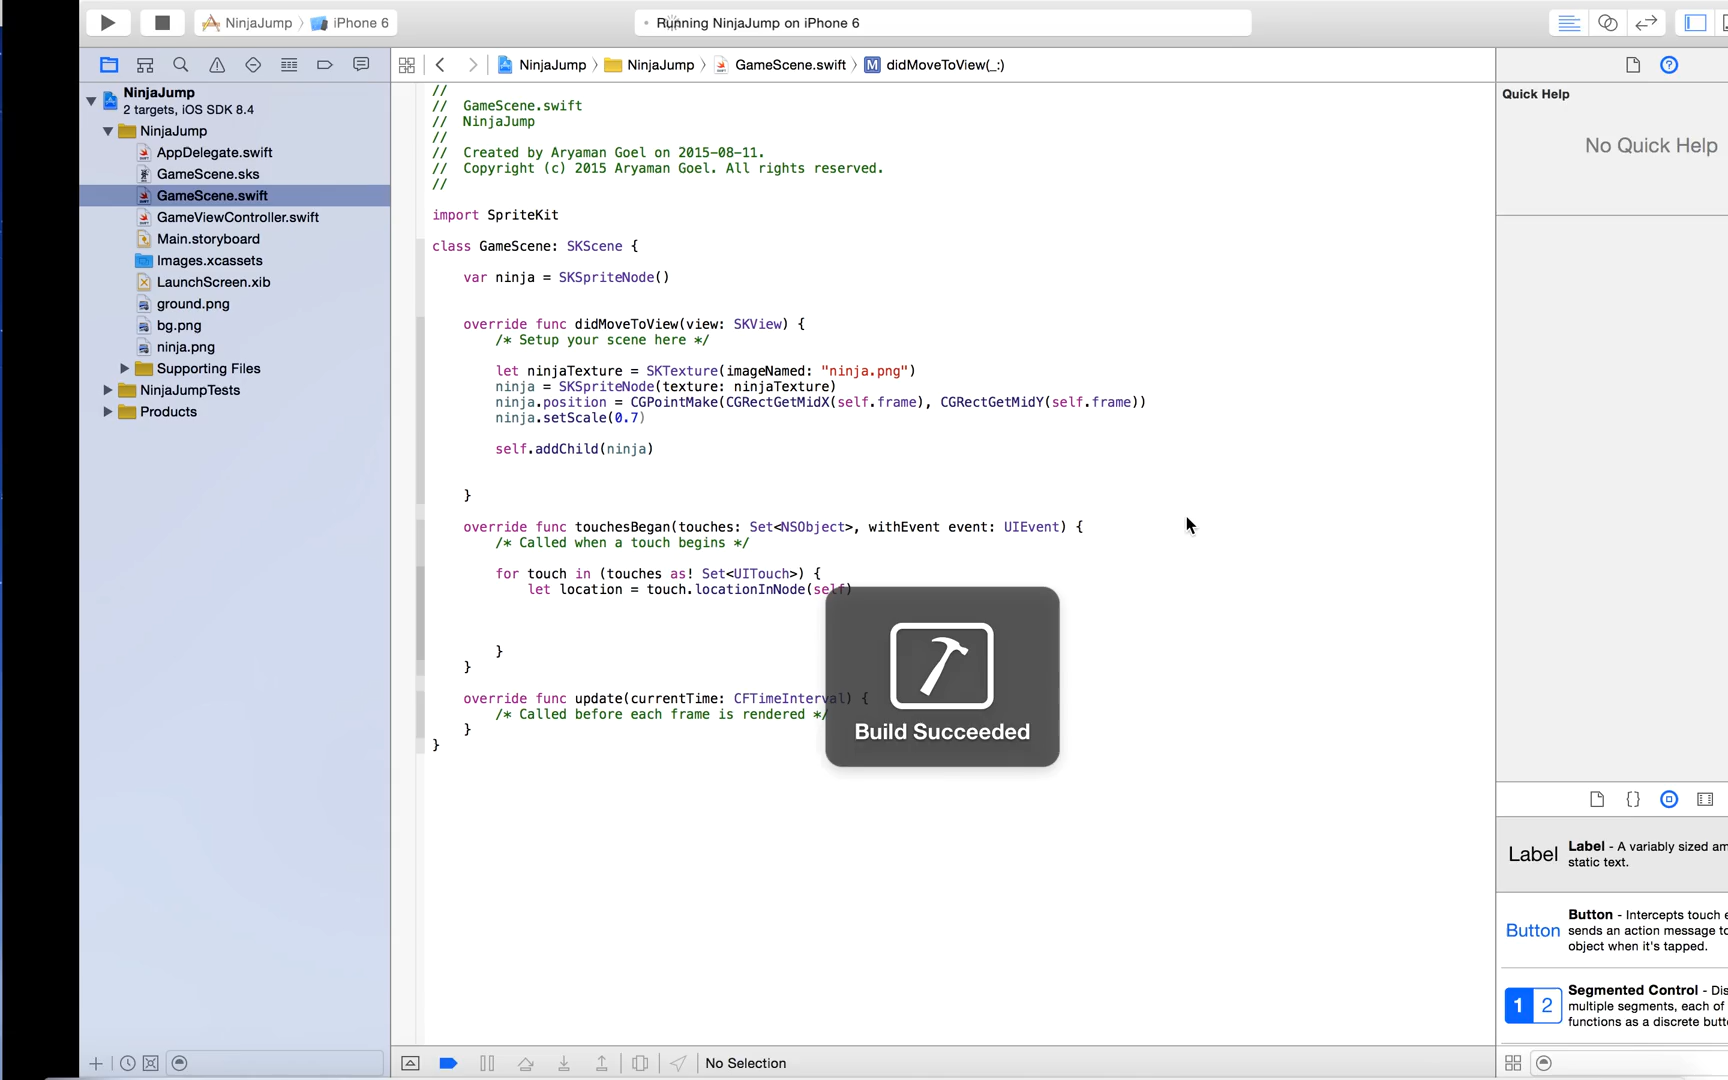 NinjaJump 〉 iPhone 6
Running NinjaJump on iPhone 6
NinjaJump 〉 NinjaJump 〉 GameScene.swift 〉 M didMoveToView(_:)
NinjaJump
2 targets, iOS SDK 8.4
NinjaJump
AppDelegate.swift
GameScene.sks
GameScene.swift
GameViewController.swift
Main.storyboard
Images.xcassets
LaunchScreen.xib
ground.png
bg.png
ninja.png
Supporting Files
NinjaJumpTests
Products
//
//  GameScene.swift
//  NinjaJump
//
//  Created by Aryaman Goel on 2015-08-11.
//  Copyright (c) 2015 Aryaman Goel. All rights reserved.
//
import SpriteKit
class GameScene: SKScene {
var ninja = SKSpriteNode()
override func didMoveToView(view: SKView) {
/* Setup your scene here */
let ninjaTexture = SKTexture(imageNamed: "ninja.png")
ninja = SKSpriteNode(texture: ninjaTexture)
ninja.position = CGPointMake(CGRectGetMidX(self.frame), CGRectGetMidY(self.frame))
ninja.setScale(0.7)
self.addChild(ninja)
}
override func touchesBegan(touches: Set<NSObject>, withEvent event: UIEvent) {
/* Called when a touch begins */
for touch in (touches as! Set<UITouch>) {
let location = touch.locationInNode(self)
}
}
override func update(currentTime: CFTimeInterval) {
/* Called before each frame is rendered */
}
}
Build Succeeded
No Selection
Quick Help
No Quick Help
{}
Label
Label - A variably sized am
static text.
Button
Button - Intercepts touch e
sends an action message to
object when it's tapped.
1 2
Segmented Control - Dis
multiple segments, each of
functions as a discrete butt